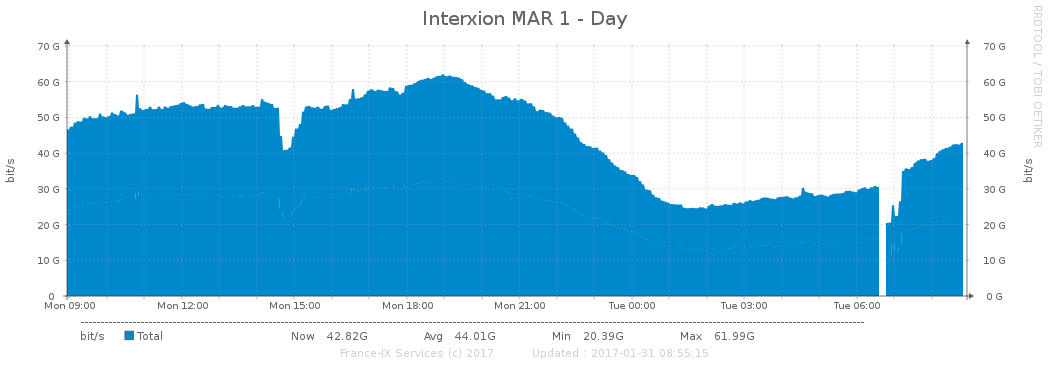 Interxion MAR 1 - Day
RRDTOOL / TOBI OETIKER
70 G 70 G
60 G 60 G
50 G 50 G
40 G 40 G
30 G 30 G
20 G 20 G
10 G 10 G
0 0 G
bit/s bit/s
Mon 09:00 Mon 12:00 Mon 15:00 Mon 18:00 Mon 21:00 Tue 00:00 Tue 03:00 Tue 06:00
bit/s Total Now 42.82G Avg 44.01G Min 20.39G Max 61.99G
France-IX Services (c) 2017 Updated : 2017-01-31 08:55:15